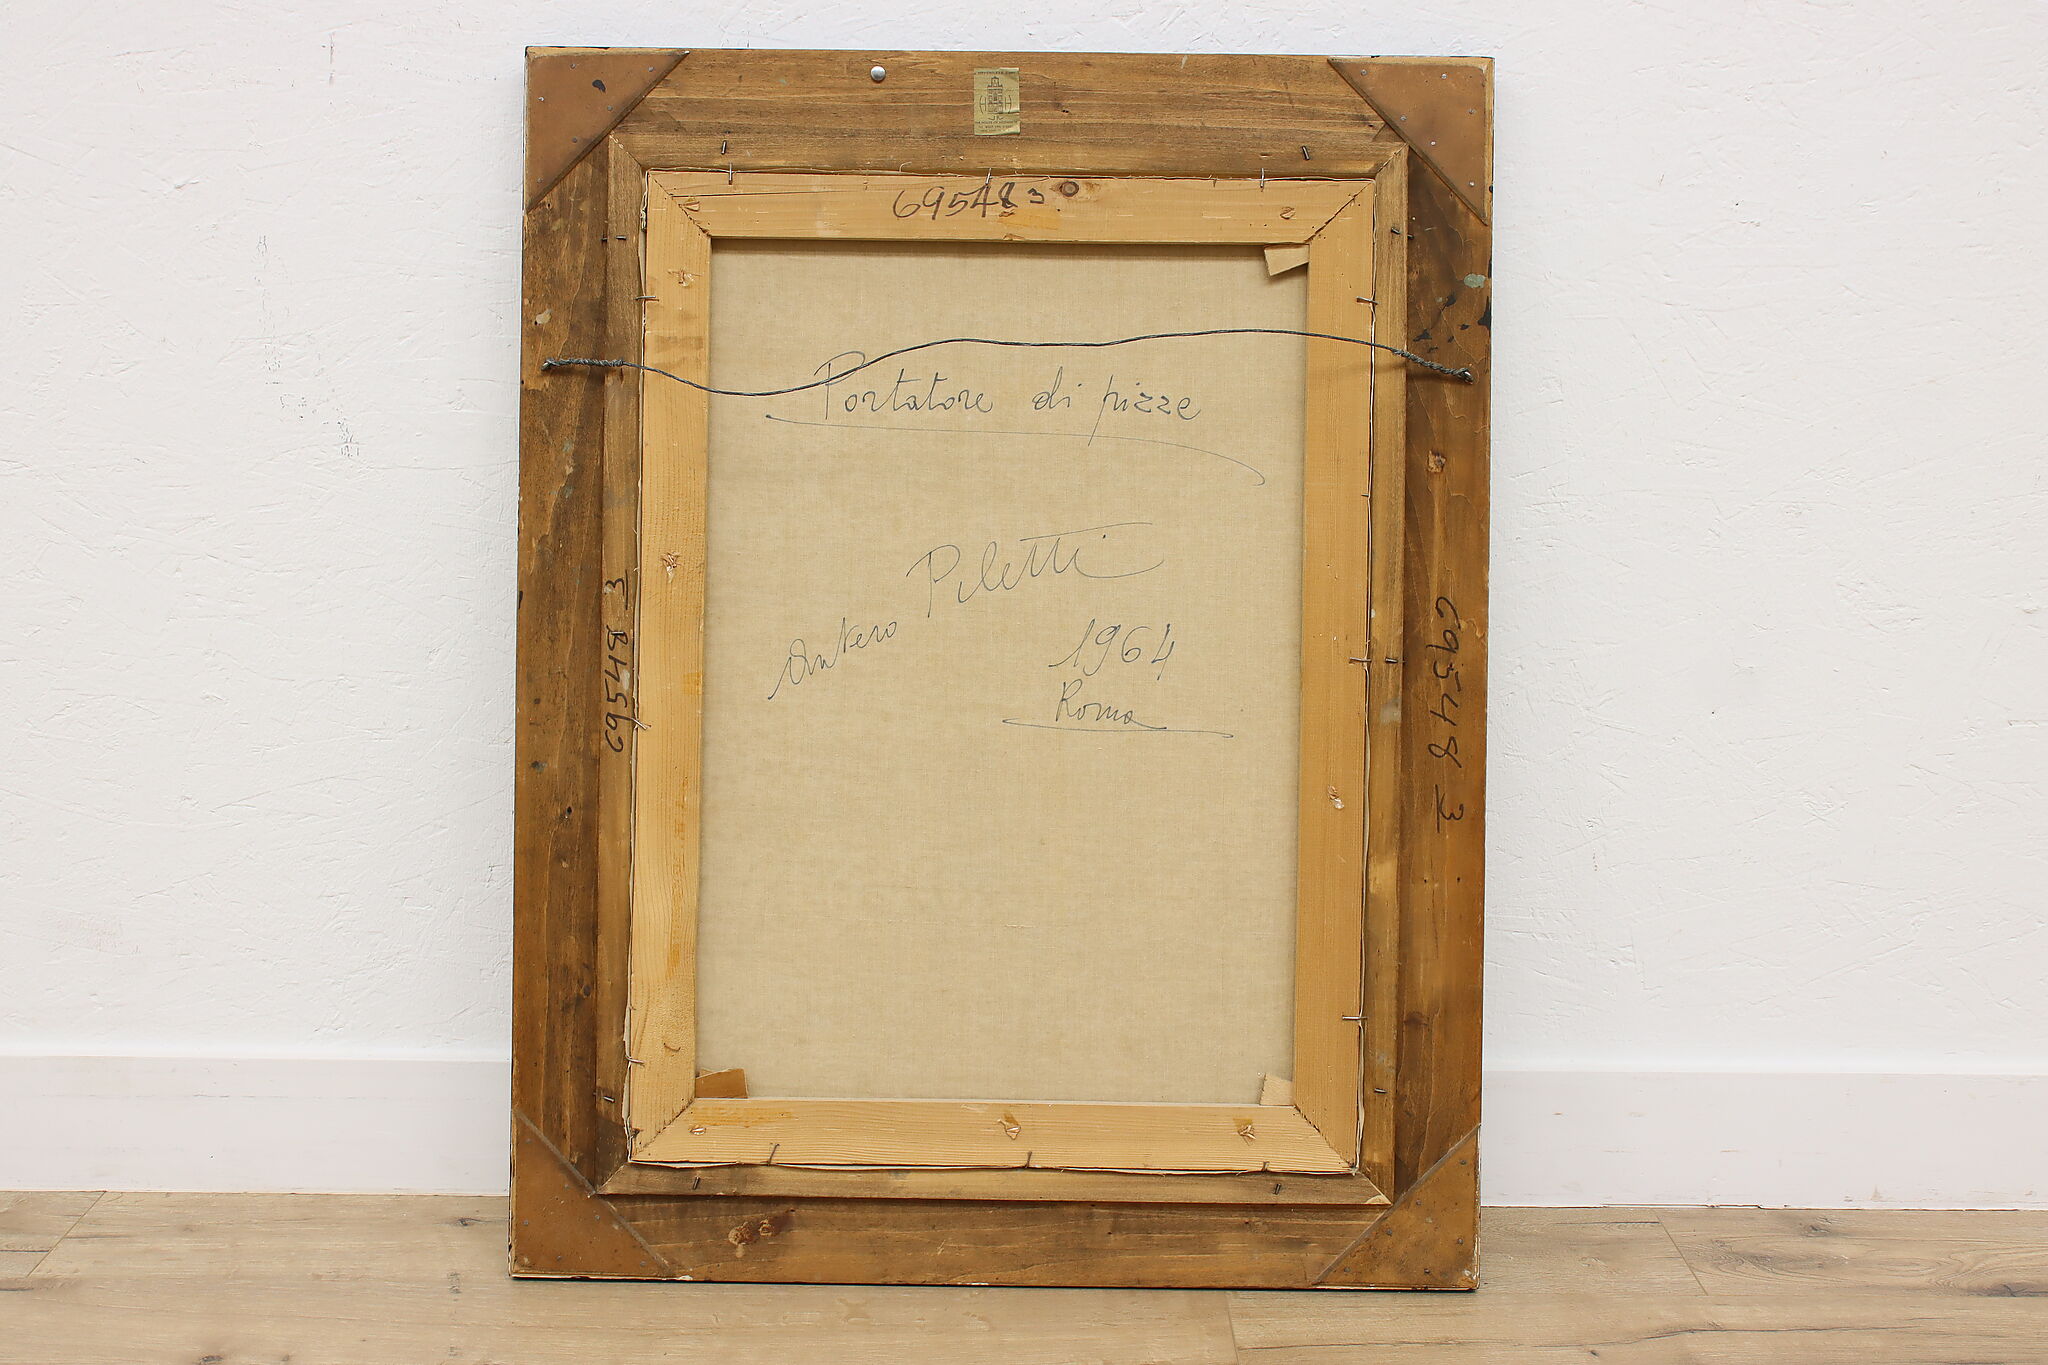 69548 3
Portatore di pizze
Antero Piletti
1964
Roma
69548 3
69548 3